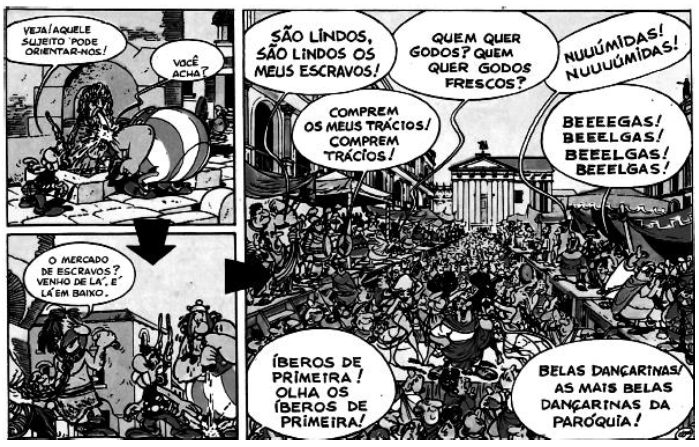 VEJA! AQUELE
SUJEITO PODE
ORIENTAR-NOS!
VOCÊ
ACHA?
O MERCADO
DE ESCRAVOS?
VENHO DE LÁ, É
LÁ EM BAIXO.
SÃO LINDOS,
SÃO LINDOS OS
MEUS ESCRAVOS!
QUEM QUER
GODOS? QUEM
QUER GODOS
FRESCOS?
NUUÚMIDAS!
NUUUÚMIDAS!
COMPREM
OS MEUS TRÁCIOS!
COMPREM
TRÁCIOS!
BEEEEGAS!
BEEELGAS!
BEEELGAS!
BEEELGAS!
ÍBEROS DE
PRIMEIRA!
OLHA OS
ÍBEROS DE
PRIMEIRA!
BELAS DANÇARINAS!
AS MAIS BELAS
DANÇARINAS DA
PARÓQUIA!